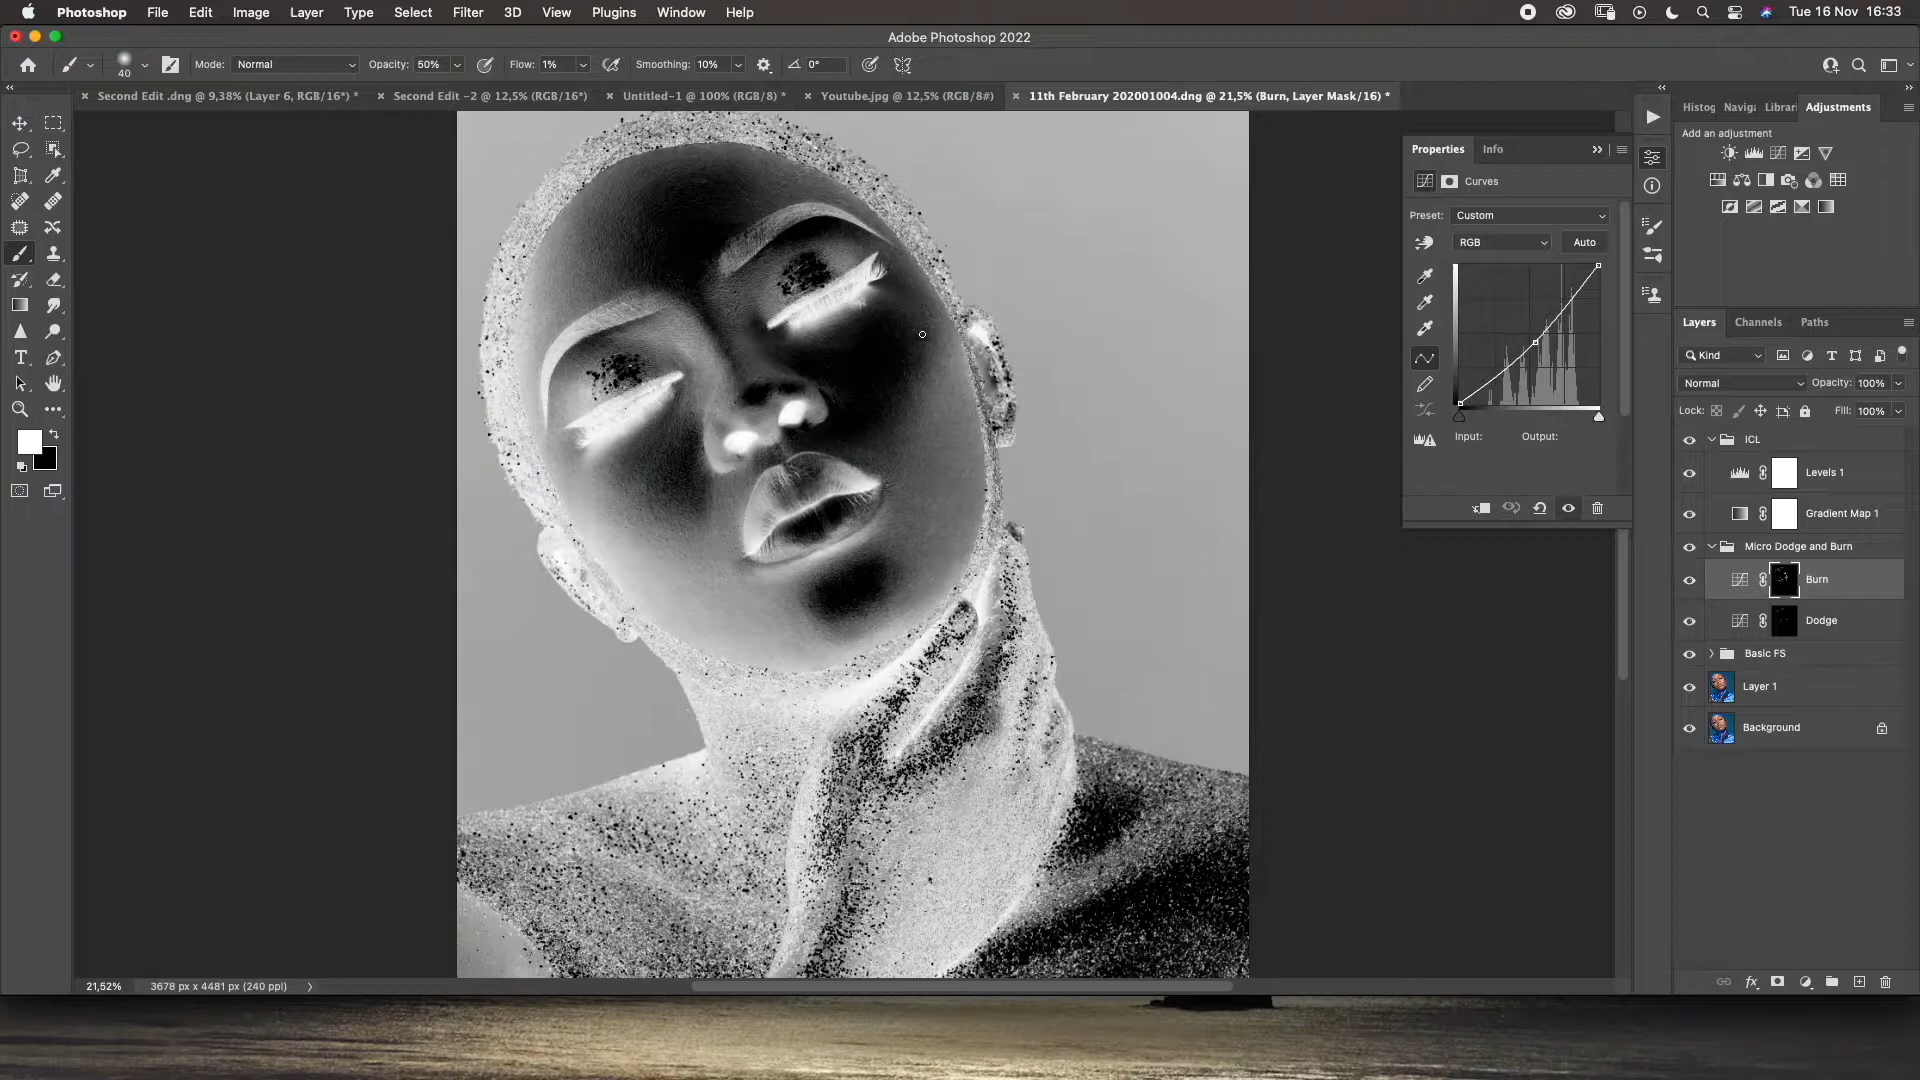 Photoshop File Edit Image Layer Type Select Filter 3D View Plugins Window Help Tue 16 Nov 16:33
Adobe Photoshop 2022
40 Mode: Normal Opacity: 50% Flow: 1% Smoothing: 10% 0°
Second Edit .dng @ 9,38% (Layer 6, RGB/16*) * Second Edit -2 @ 12,5% (RGB/16*) Untitled-1 @ 100% (RGB/8) * Youtube.jpg @ 12,5% (RGB/8#) 11th February 202001004.dng @ 21,5% (Burn, Layer Mask/16) *
Histog Naviga Librari Adjustments
Add an adjustment
Properties Info
Curves
Preset: Custom
RGB Auto
Input: Output:
Layers Channels Paths
Kind
Normal Opacity: 100%
Lock: Fill: 100%
ICL
Levels 1
Gradient Map 1
Micro Dodge and Burn
Burn
Dodge
Basic FS
Layer 1
Background
21,52% 3678 px x 4481 px (240 ppi)